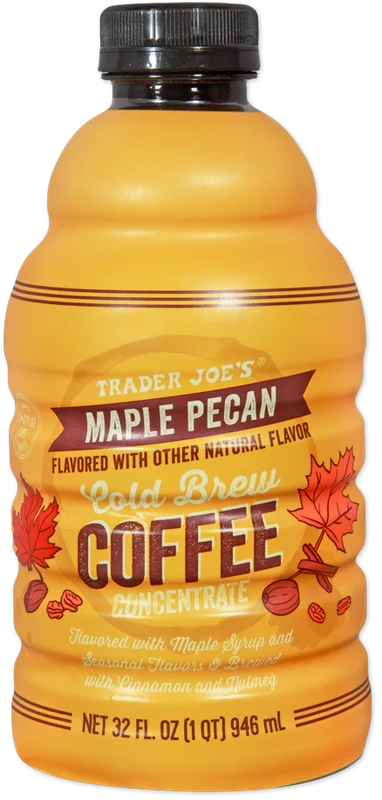 TRADER JOE'S®
MAPLE PECAN
FLAVORED WITH OTHER NATURAL FLAVOR
Cold Brew
COFFEE
CONCENTRATE
Flavored with Maple Syrup and
Seasonal Flavors & Brewed
with Cinnamon and Nutmeg
NET 32 FL. OZ (1 QT) 946 mL